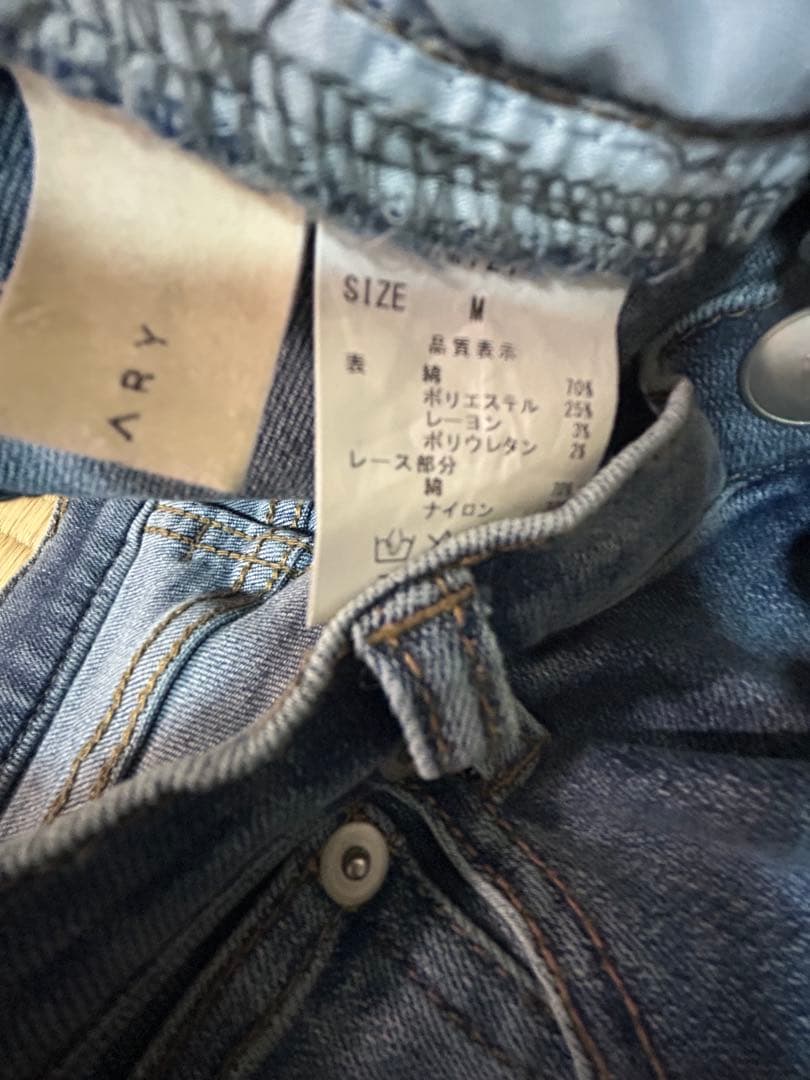 ARY
SIZE M
品質表示
表 綿 70%
ポリエステル 25%
レーヨン 3%
ポリウレタン 2%
レース部分
綿
ナイロン